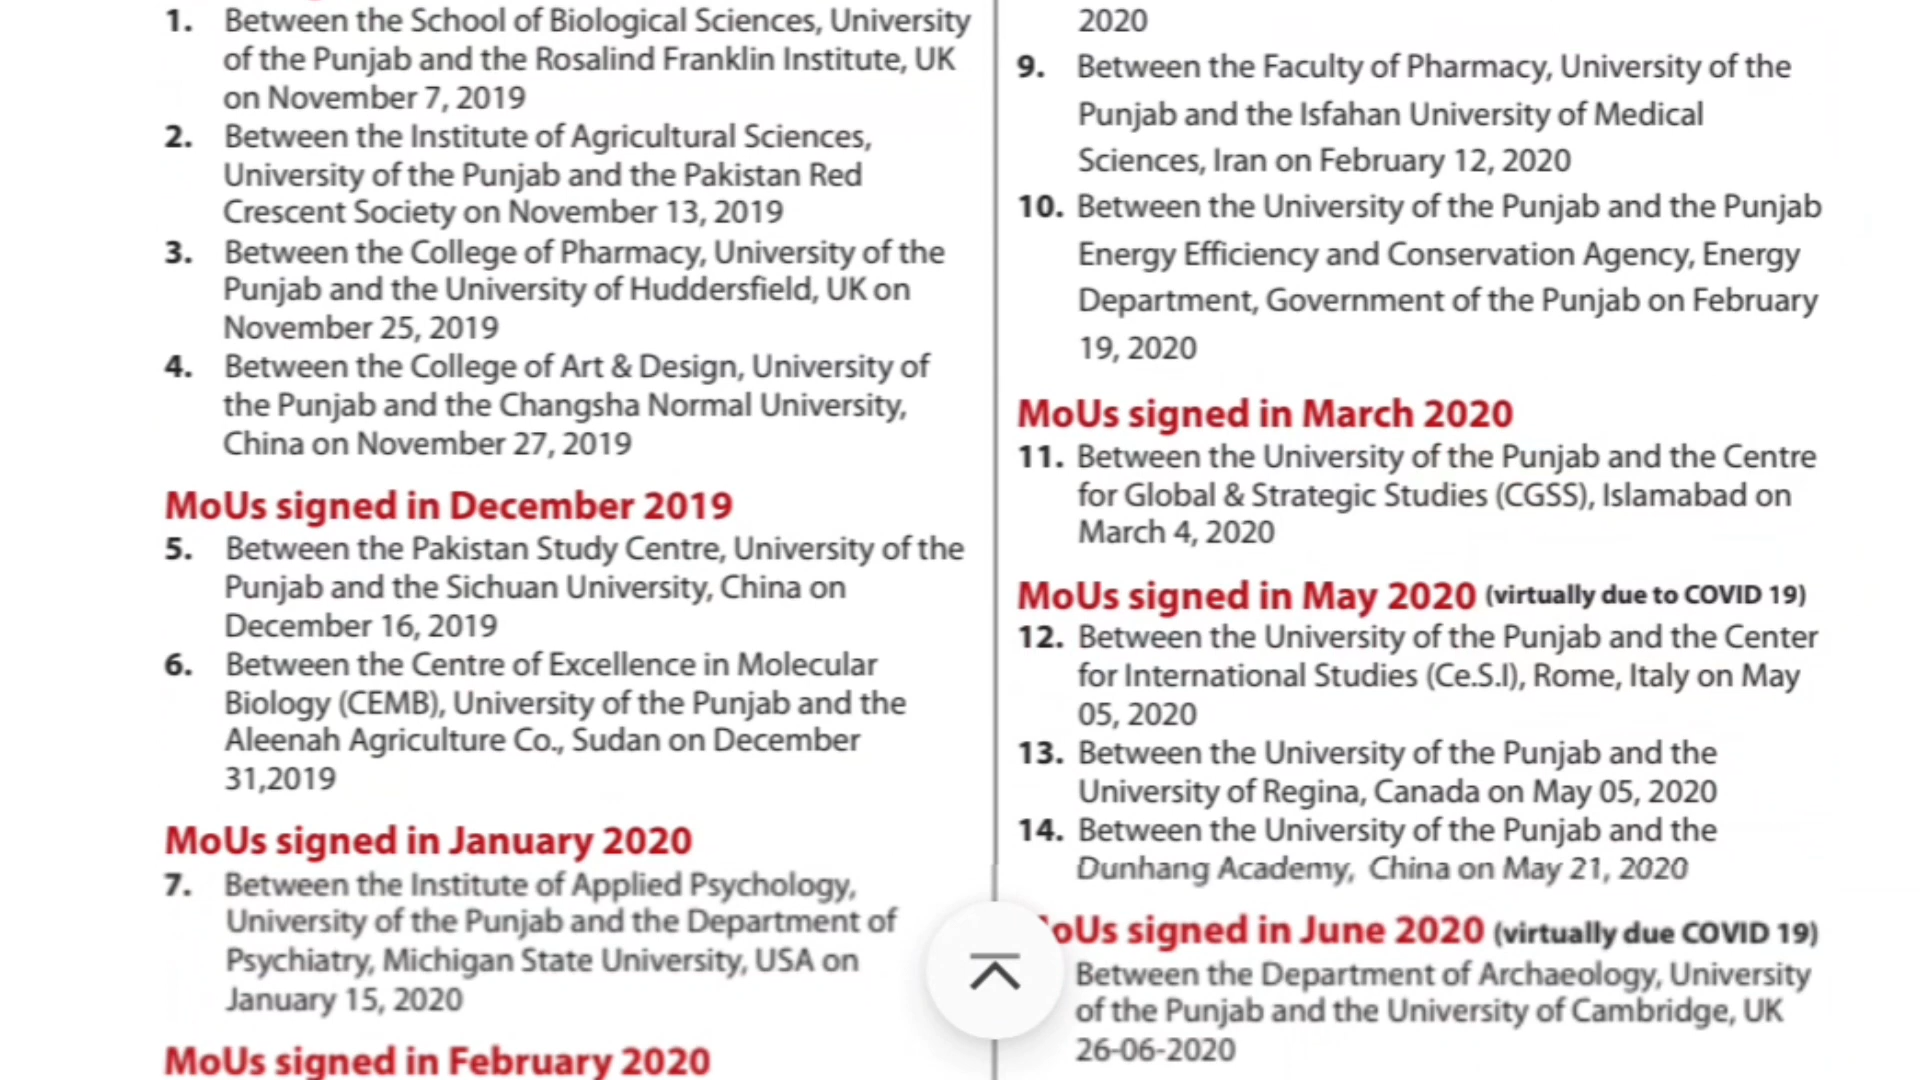 1. Between the School of Biological Sciences, University
of the Punjab and the Rosalind Franklin Institute, UK
on November 7, 2019
2. Between the Institute of Agricultural Sciences,
University of the Punjab and the Pakistan Red
Crescent Society on November 13, 2019
3. Between the College of Pharmacy, University of the
Punjab and the University of Huddersfield, UK on
November 25, 2019
4. Between the College of Art & Design, University of
the Punjab and the Changsha Normal University,
China on November 27, 2019
MoUs signed in December 2019
5. Between the Pakistan Study Centre, University of the
Punjab and the Sichuan University, China on
December 16, 2019
6. Between the Centre of Excellence in Molecular
Biology (CEMB), University of the Punjab and the
Aleenah Agriculture Co., Sudan on December
31,2019
MoUs signed in January 2020
7. Between the Institute of Applied Psychology,
University of the Punjab and the Department of
Psychiatry, Michigan State University, USA on
January 15, 2020
MoUs signed in February 2020
2020
9. Between the Faculty of Pharmacy, University of the
Punjab and the Isfahan University of Medical
Sciences, Iran on February 12, 2020
10. Between the University of the Punjab and the Punjab
Energy Efficiency and Conservation Agency, Energy
Department, Government of the Punjab on February
19, 2020
MoUs signed in March 2020
11. Between the University of the Punjab and the Centre
for Global & Strategic Studies (CGSS), Islamabad on
March 4, 2020
MoUs signed in May 2020 (virtually due to COVID 19)
12. Between the University of the Punjab and the Center
for International Studies (Ce.S.I), Rome, Italy on May
05, 2020
13. Between the University of the Punjab and the
University of Regina, Canada on May 05, 2020
14. Between the University of the Punjab and the
Dunhang Academy, China on May 21, 2020
oUs signed in June 2020 (virtually due COVID 19)
Between the Department of Archaeology, University
of the Punjab and the University of Cambridge, UK
26-06-2020